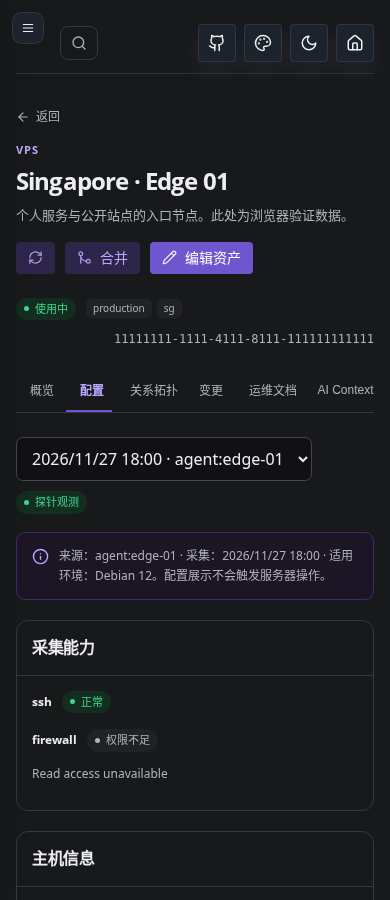 返回
VPS
Singapore · Edge 01
个人服务与公开站点的入口节点。此处为浏览器验证数据。
合并
编辑资产
使用中 production sg
11111111-1111-4111-8111-111111111111
概览 配置 关系拓扑 变更 运维文档 AI Context
2026/11/27 18:00 · agent:edge-01
探针观测
来源：agent:edge-01 · 采集：2026/11/27 18:00 · 适用
环境：Debian 12。配置展示不会触发服务器操作。
采集能力
ssh 正常
firewall 权限不足
Read access unavailable
主机信息